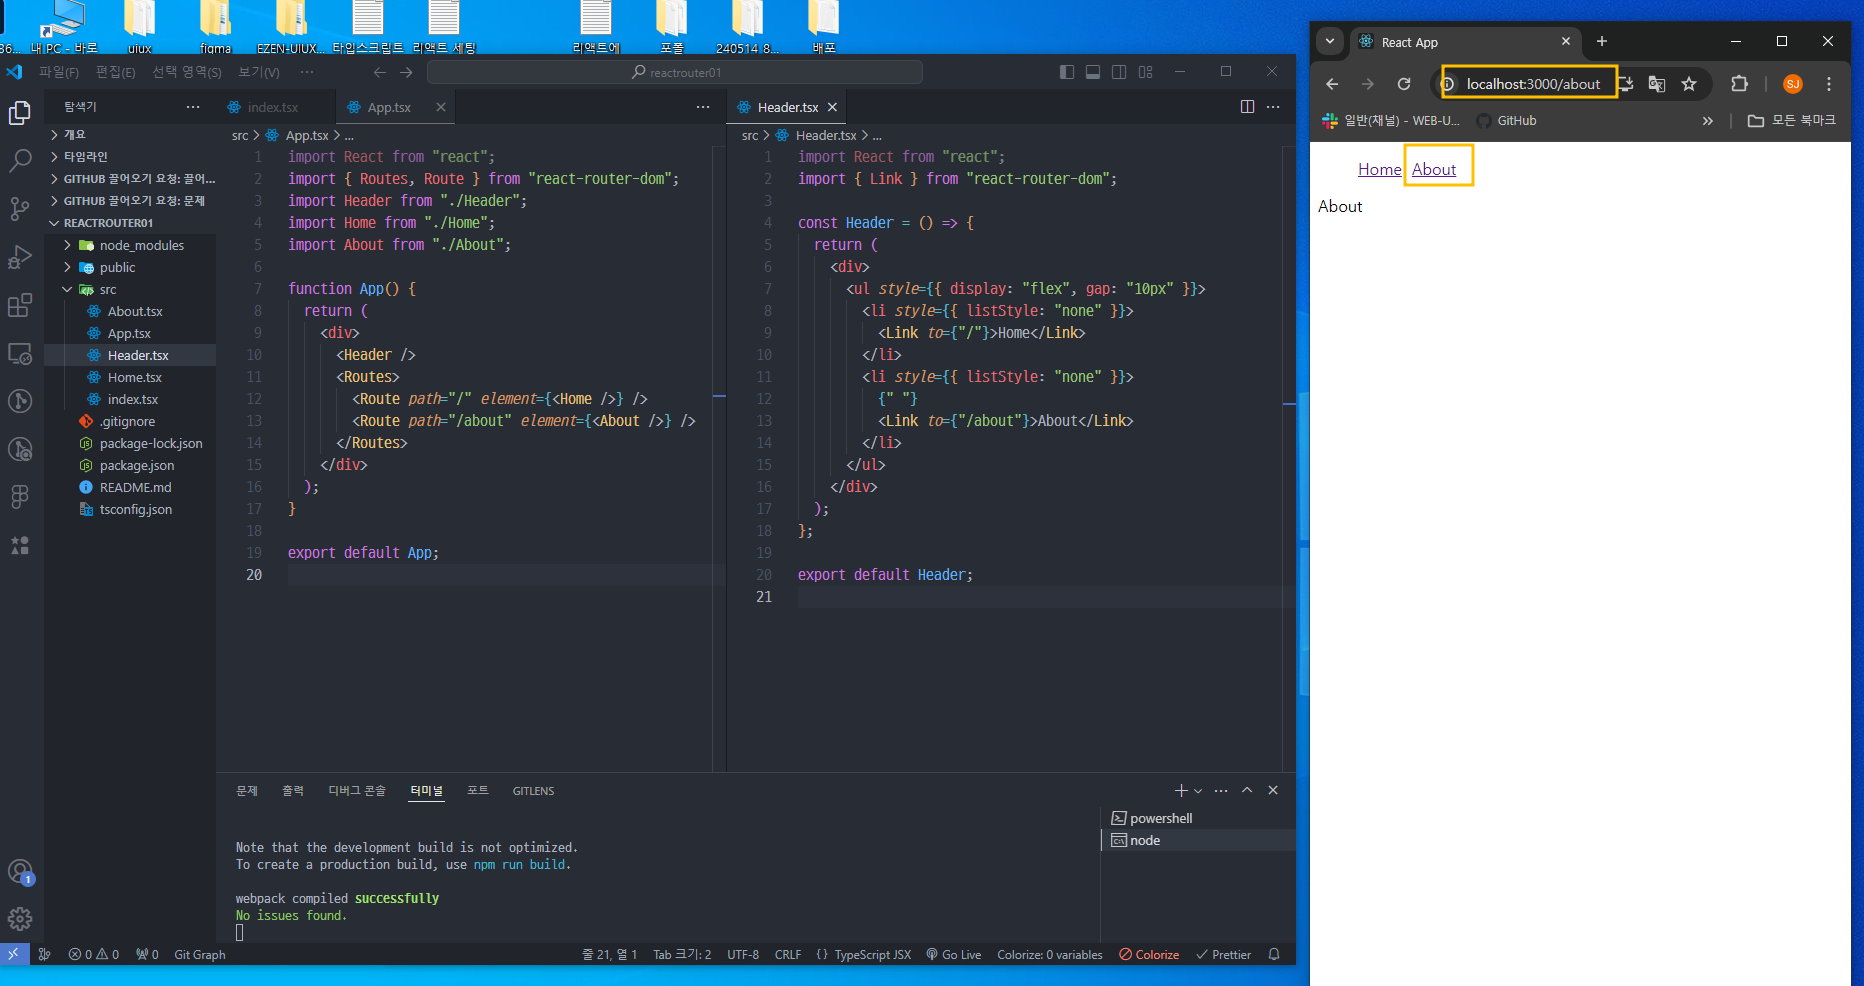 내 PC - 바로
uiux
figma
EZEN-UIUX...
타입스크립트
리액트 세팅
리액트에
포폴
240514_8...
배포
파일(F)
편집(E)
선택 영역(S)
보기(V)
...
reactrouter01
탐색기
...
개요
타임라인
GITHUB 끌어오기 요청: 끌어...
GITHUB 끌어오기 요청: 문제
REACTROUTER01
node_modules
public
src
About.tsx
App.tsx
Header.tsx
Home.tsx
index.tsx
.gitignore
package-lock.json
package.json
README.md
tsconfig.json
index.tsx
App.tsx
src > App.tsx > ...
1 import React from "react";
2 import { Routes, Route } from "react-router-dom";
3 import Header from "./Header";
4 import Home from "./Home";
5 import About from "./About";
6
7 function App() {
8 return (
9 <div>
10 <Header />
11 <Routes>
12 <Route path="/" element={<Home />} />
13 <Route path="/about" element={<About />} />
14 </Routes>
15 </div>
16 );
17 }
18
19 export default App;
20
Header.tsx
src > Header.tsx > ...
1 import React from "react";
2 import { Link } from "react-router-dom";
3
4 const Header = () => {
5 return (
6 <div>
7 <ul style={{ display: "flex", gap: "10px" }}>
8 <li style={{ listStyle: "none" }}>
9 <Link to={"/"}>Home</Link>
10 </li>
11 <li style={{ listStyle: "none" }}>
12 {" "}
13 <Link to={"/about"}>About</Link>
14 </li>
15 </ul>
16 </div>
17 );
18 };
19
20 export default Header;
21
문제
출력
디버그 콘솔
터미널
포트
GITLENS
Note that the development build is not optimized.
To create a production build, use npm run build.
webpack compiled successfully
No issues found.
powershell
node
1
0 0
0
Git Graph
줄 21, 열 1
Tab 크기: 2
UTF-8
CRLF
{} TypeScript JSX
Go Live
Colorize: 0 variables
Colorize
Prettier
React App
localhost:3000/about
SJ
일반(채널) - WEB-U...
GitHub
모든 북마크
Home About
About